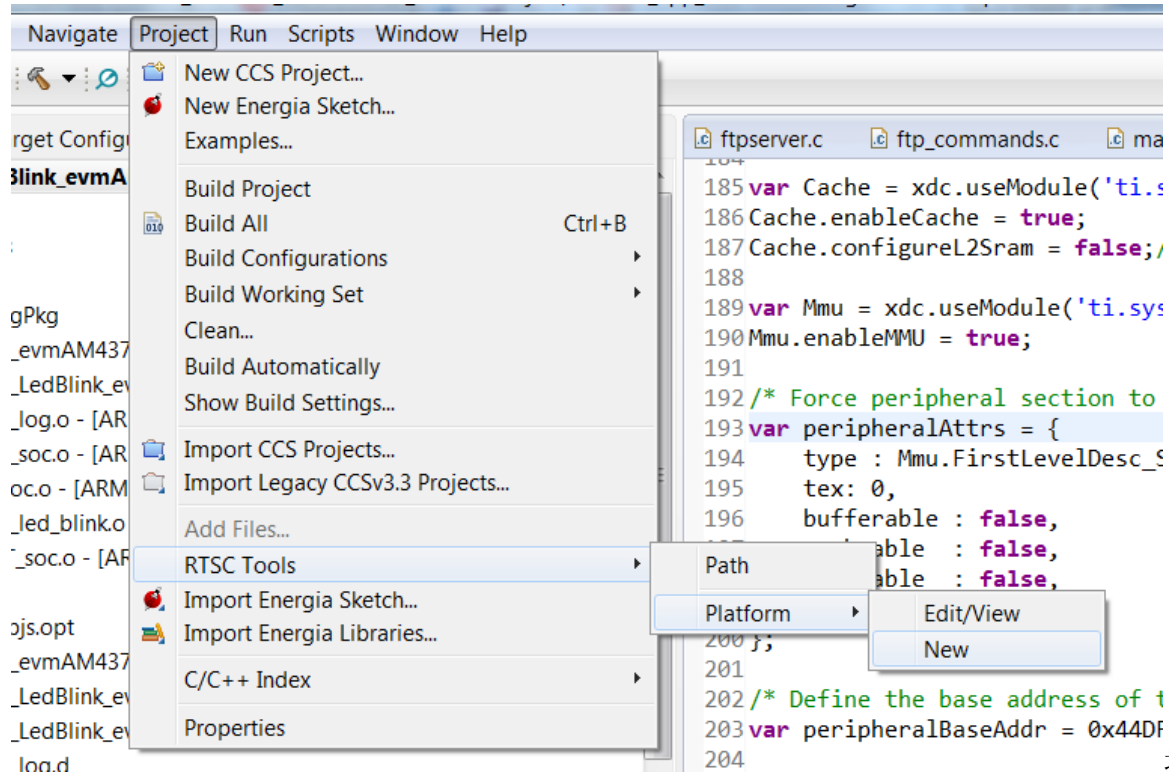 Navigate Project Run Scripts Window Help
New CCS Project...
New Energia Sketch...
Examples...
Build Project
Build All Ctrl+B
Build Configurations
Build Working Set
Clean...
Build Automatically
Show Build Settings...
Import CCS Projects...
Import Legacy CCSv3.3 Projects...
Add Files...
RTSC Tools
Import Energia Sketch...
Import Energia Libraries...
C/C++ Index
Properties
Path
Platform
Edit/View
New
rget Config
Blink_evmA
gPkg
_evmAM437
_LedBlink_ev
_log.o - [AR
_soc.o - [AR
oc.o - [ARM
_led_blink.o
_soc.o - [AR
ojs.opt
_evmAM437
_LedBlink_ev
_LedBlink_ev
log.d
ftpserver.c ftp_commands.c ma
184
185 var Cache = xdc.useModule('ti.s
186 Cache.enableCache = true;
187 Cache.configureL2Sram = false;/
188
189 var Mmu = xdc.useModule('ti.sys
190 Mmu.enableMMU = true;
191
192 /* Force peripheral section to
193 var peripheralAttrs = {
194 type : Mmu.FirstLevelDesc_S
195 tex: 0,
196 bufferable : false,
able : false,
able : false,
200 };
201
202 /* Define the base address of t
203 var peripheralBaseAddr = 0x44DF
204